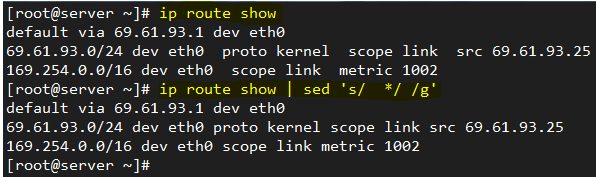 [root@server ~]# ip route show
default via 69.61.93.1 dev eth0
69.61.93.0/24 dev eth0  proto kernel  scope link  src 69.61.93.25
169.254.0.0/16 dev eth0  scope link  metric 1002
[root@server ~]# ip route show | sed 's/  */ /g'
default via 69.61.93.1 dev eth0
69.61.93.0/24 dev eth0 proto kernel scope link src 69.61.93.25
169.254.0.0/16 dev eth0 scope link metric 1002
[root@server ~]#